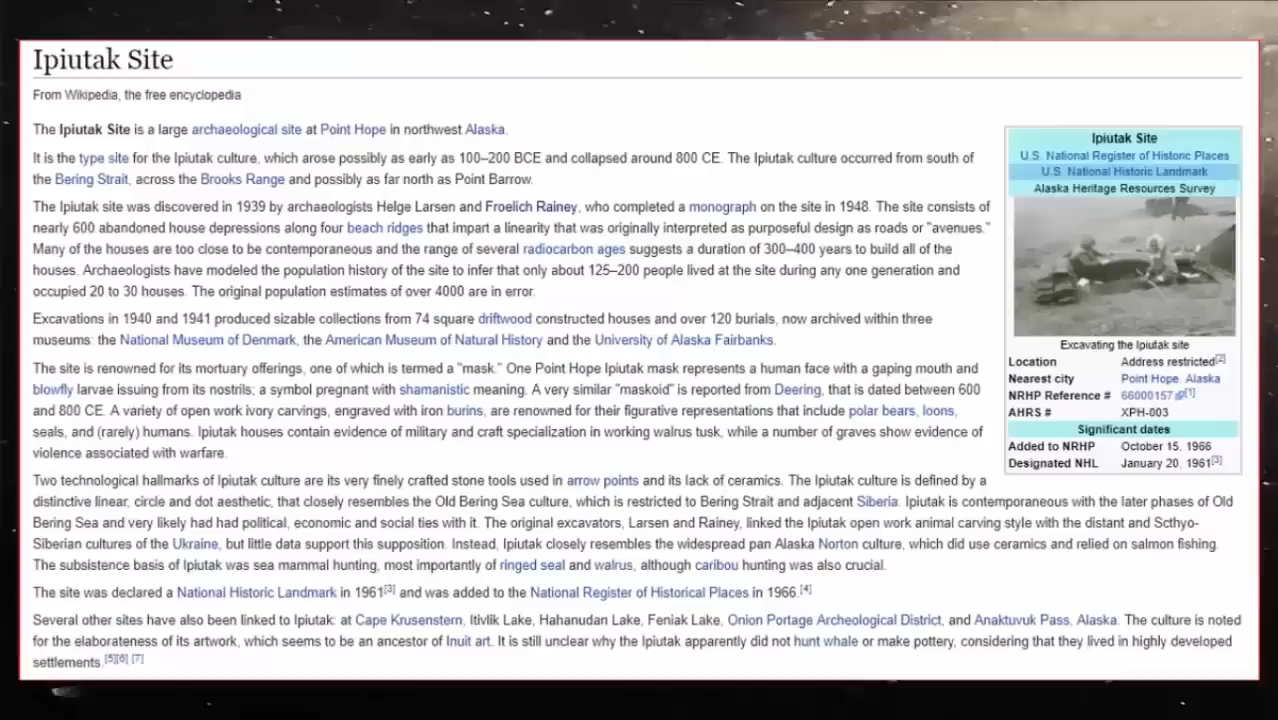 Ipiutak Site
From Wikipedia, the free encyclopedia
The Ipiutak Site is a large archaeological site at Point Hope in northwest Alaska.
It is the type site for the Ipiutak culture, which arose possibly as early as 100–200 BCE and collapsed around 800 CE. The Ipiutak culture occurred from south of
the Bering Strait, across the Brooks Range and possibly as far north as Point Barrow.
The Ipiutak site was discovered in 1939 by archaeologists Helge Larsen and Froelich Rainey, who completed a monograph on the site in 1948. The site consists of
nearly 600 abandoned house depressions along four beach ridges that impart a linearity that was originally interpreted as purposeful design as roads or "avenues."
Many of the houses are too close to be contemporaneous and the range of several radiocarbon ages suggests a duration of 300–400 years to build all of the
houses. Archaeologists have modeled the population history of the site to infer that only about 125–200 people lived at the site during any one generation and
occupied 20 to 30 houses. The original population estimates of over 4000 are in error.
Excavations in 1940 and 1941 produced sizable collections from 74 square driftwood constructed houses and over 120 burials, now archived within three
museums: the National Museum of Denmark, the American Museum of Natural History and the University of Alaska Fairbanks.
The site is renowned for its mortuary offerings, one of which is termed a "mask." One Point Hope Ipiutak mask represents a human face with a gaping mouth and
blowfly larvae issuing from its nostrils; a symbol pregnant with shamanistic meaning. A very similar "maskoid" is reported from Deering, that is dated between 600
and 800 CE. A variety of open work ivory carvings, engraved with iron burins, are renowned for their figurative representations that include polar bears, loons,
seals, and (rarely) humans. Ipiutak houses contain evidence of military and craft specialization in working walrus tusk, while a number of graves show evidence of
violence associated with warfare.
Two technological hallmarks of Ipiutak culture are its very finely crafted stone tools used in arrow points and its lack of ceramics. The Ipiutak culture is defined by a
distinctive linear, circle and dot aesthetic, that closely resembles the Old Bering Sea culture, which is restricted to Bering Strait and adjacent Siberia. Ipiutak is contemporaneous with the later phases of Old
Bering Sea and very likely had had political, economic and social ties with it. The original excavators, Larsen and Rainey, linked the Ipiutak open work animal carving style with the distant and Scthyo-
Siberian cultures of the Ukraine, but little data support this supposition. Instead, Ipiutak closely resembles the widespread pan Alaska Norton culture, which did use ceramics and relied on salmon fishing.
The subsistence basis of Ipiutak was sea mammal hunting, most importantly of ringed seal and walrus, although caribou hunting was also crucial.
The site was declared a National Historic Landmark in 1961[3] and was added to the National Register of Historical Places in 1966.[4]
Several other sites have also been linked to Ipiutak: at Cape Krusenstern, Itivlik Lake, Hahanudan Lake, Feniak Lake, Onion Portage Archeological District, and Anaktuvuk Pass, Alaska. The culture is noted
for the elaborateness of its artwork, which seems to be an ancestor of Inuit art. It is still unclear why the Ipiutak apparently did not hunt whale or make pottery, considering that they lived in highly developed
settlements.[5][6] [7]
Ipiutak Site
U.S. National Register of Historic Places
U.S. National Historic Landmark
Alaska Heritage Resources Survey
Excavating the Ipiutak site
Location Address restricted[2]
Nearest city Point Hope, Alaska
NRHP Reference # 66000157[1]
AHRS # XPH-003
Significant dates
Added to NRHP October 15, 1966
Designated NHL January 20, 1961[3]